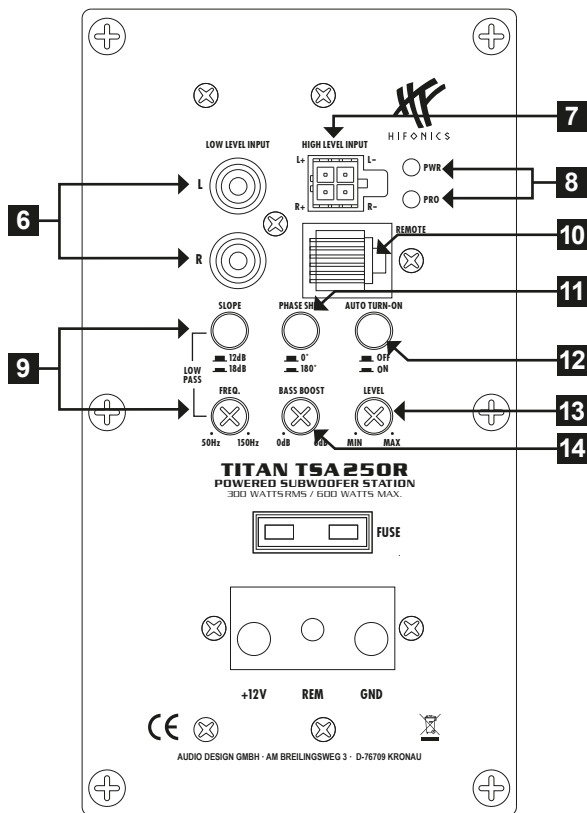 HIFONICS
7
LOW LEVEL INPUT
HIGH LEVEL INPUT
L+ L-
PWR
8
L
R+ R-
PRO
6
REMOTE
10
R
11
SLOPE
PHASE
AUTO TURN-ON
12dB
18dB
0°
180°
OFF
ON
12
9
LOW
PASS
FREQ.
BASS BOOST
LEVEL
13
50Hz 150Hz
0dB
MIN MAX
14
TITAN TSA250R
POWERED SUBWOOFER STATION
300 WATTS RMS / 600 WATTS MAX.
FUSE
+12V REM GND
CE
AUDIO DESIGN GMBH · AM BREILINGSWEG 3 · D-76709 KRONAU